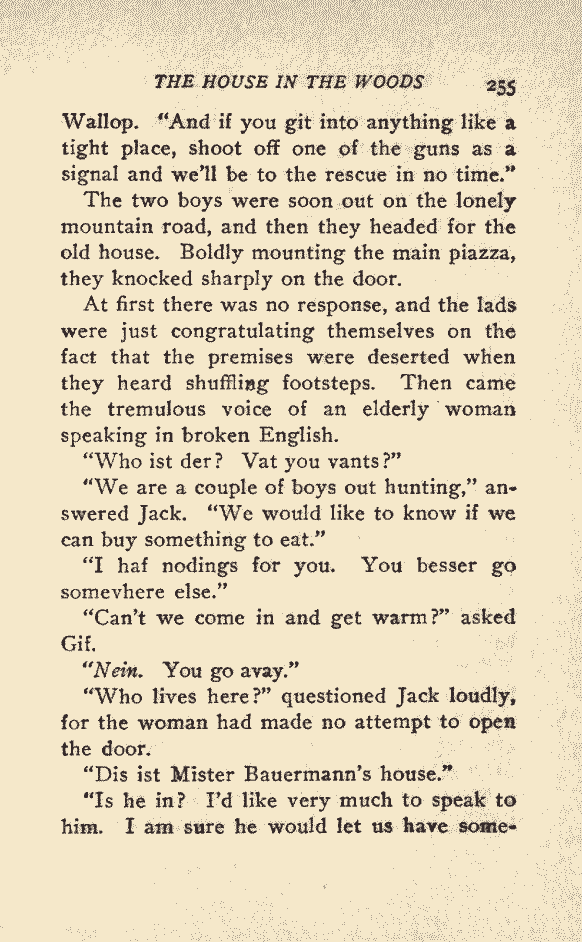 THE HOUSE IN THE WOODS 255
Wallop. “And if you git into anything like a
tight place, shoot off one of the guns as a
signal and we’ll be to the rescue in no time.”
The two boys were soon out on the lonely
mountain road, and then they headed for the
old house. Boldly mounting the main piazza,
they knocked sharply on the door.
At first there was no response, and the lads
were just congratulating themselves on the
fact that the premises were deserted when
they heard shuffling footsteps. Then came
the tremulous voice of an elderly woman
speaking in broken English.
“Who ist der? Vat you vants?”
“We are a couple of boys out hunting,” an-
swered Jack. “We would like to know if we
can buy something to eat.”
“I haf nodings for you. You besser go
somevhere else.”
“Can’t we come in and get warm?” asked
Gif.
“Nein. You go avay.”
“Who lives here?” questioned Jack loudly,
for the woman had made no attempt to open
the door.
“Dis ist Mister Bauermann’s house.”
“Is he in? I’d like very much to speak to
him. I am sure he would let us have some-